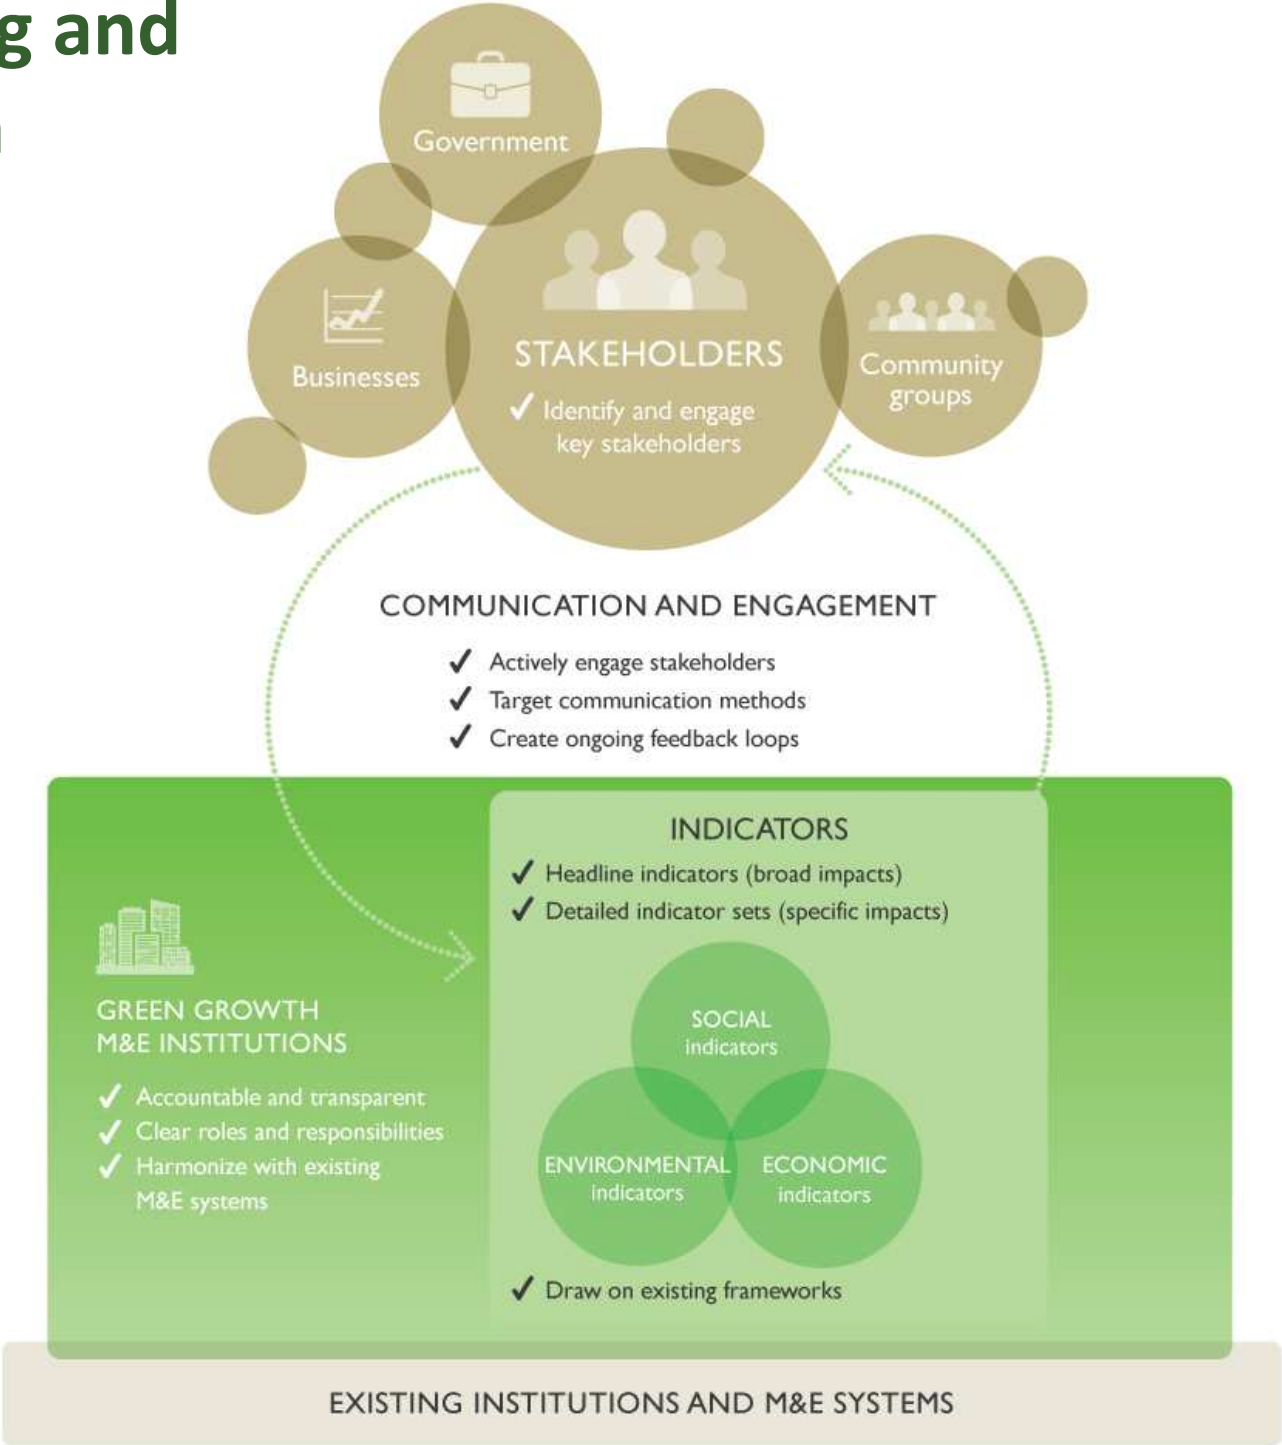 g and
Government
STAKEHOLDERS
Identify and engage
key stakeholders
Businesses
Community
groups
COMMUNICATION AND ENGAGEMENT
Actively engage stakeholders
Target communication methods
Create ongoing feedback loops
INDICATORS
Headline indicators (broad impacts)
Detailed indicator sets (specific impacts)
GREEN GROWTH
M&E INSTITUTIONS
Accountable and transparent
Clear roles and responsibilities
Harmonize with existing
M&E systems
SOCIAL
indicators
ENVIRONMENTAL
indicators
ECONOMIC
indicators
Draw on existing frameworks
EXISTING INSTITUTIONS AND M&E SYSTEMS